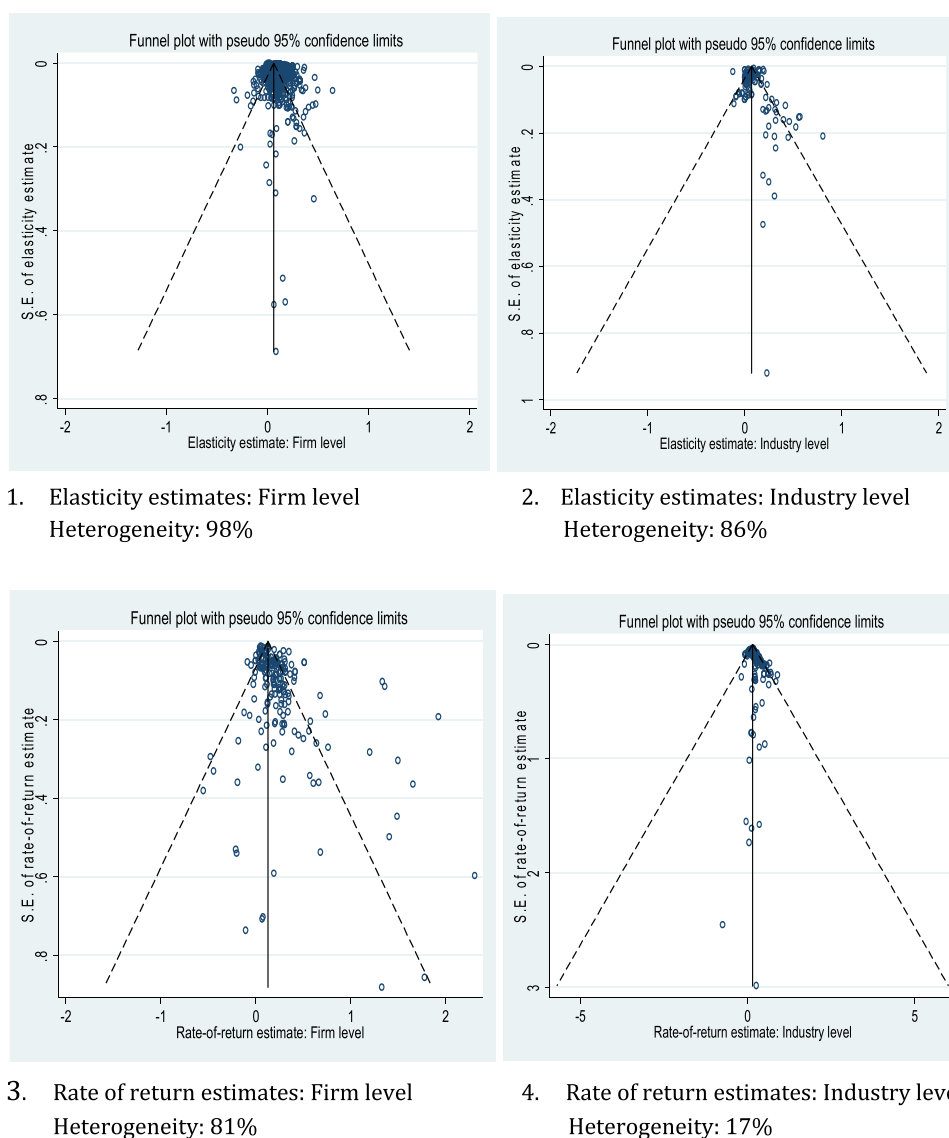 Funnel plot with pseudo 95% confidence limits
S.E. of elasticity estimate
0
.2
.4
.6
.8
-2 -1 0 1 2
Elasticity estimate: Firm level
1. Elasticity estimates: Firm level
Heterogeneity: 98%
Funnel plot with pseudo 95% confidence limits
S.E. of elasticity estimate
0
.2
.4
.6
.8
1
-2 -1 0 1 2
Elasticity estimate: Industry level
2. Elasticity estimates: Industry level
Heterogeneity: 86%
Funnel plot with pseudo 95% confidence limits
S.E. of rate-of-return estimate
0
.2
.4
.6
.8
-2 -1 0 1 2
Rate-of-return estimate: Firm level
3. Rate of return estimates: Firm level
Heterogeneity: 81%
Funnel plot with pseudo 95% confidence limits
S.E. of rate-of-return estimate
0
1
2
3
-5 0 5
Rate-of-return estimate: Industry level
4. Rate of return estimates: Industry
Heterogeneity: 17%